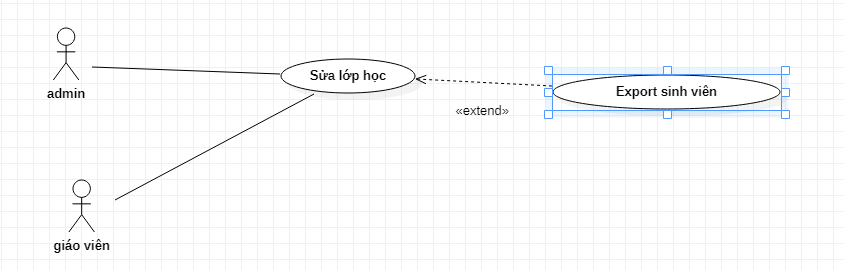 admin
Sửa lớp học
Export sinh viên
«extend»
giáo viên